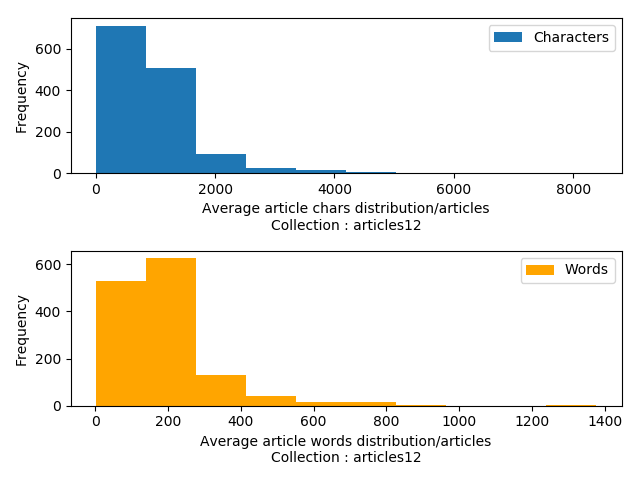 Characters
600
400
200
0
Frequency
0 2000 4000 6000 8000
Average article chars distribution/articles
Collection : articles12
Words
600
400
200
0
Frequency
0 200 400 600 800 1000 1200 1400
Average article words distribution/articles
Collection : articles12